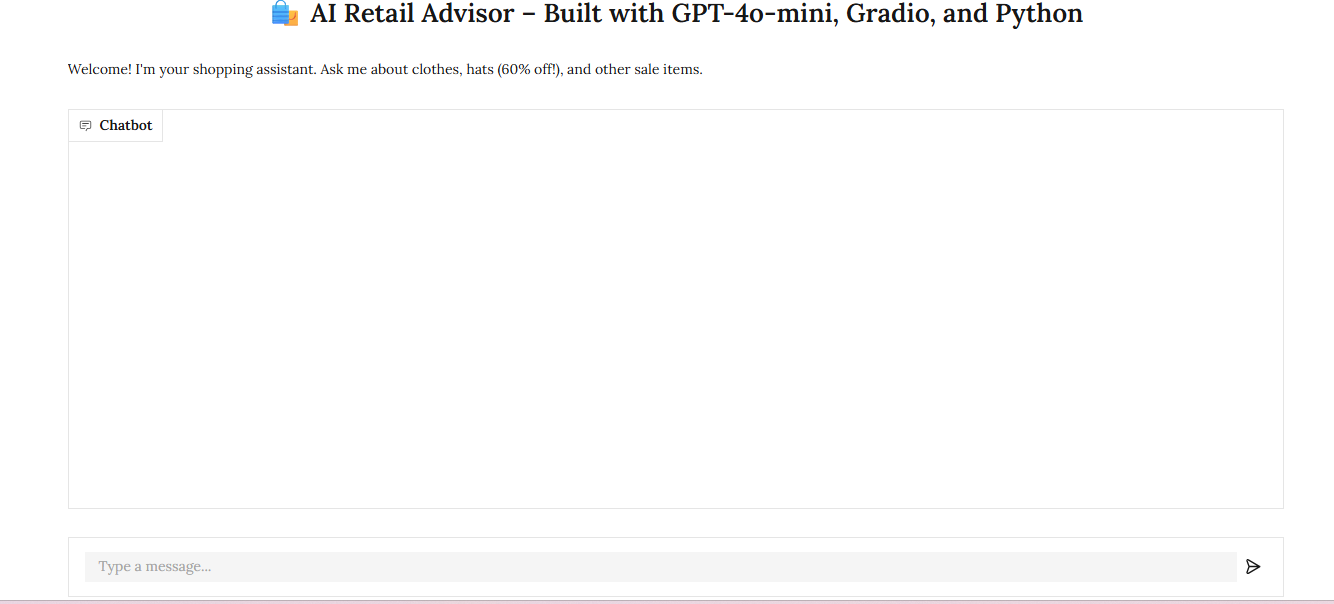 AI Retail Advisor – Built with GPT-4o-mini, Gradio, and Python
Welcome! I'm your shopping assistant. Ask me about clothes, hats (60% off!), and other sale items.
Chatbot
Type a message...